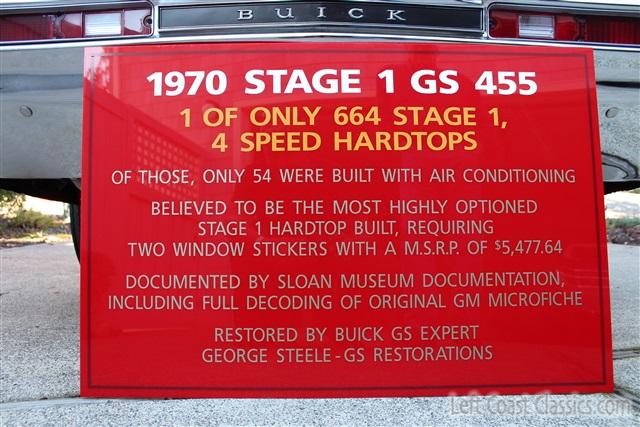 BUICK
1970 STAGE 1 GS 455
1 OF ONLY 664 STAGE 1,
4 SPEED HARDTOPS
OF THOSE, ONLY 54 WERE BUILT WITH AIR CONDITIONING
BELIEVED TO BE THE MOST HIGHLY OPTIONED
STAGE 1 HARDTOP BUILT, REQUIRING
TWO WINDOW STICKERS WITH A M.S.R.P. OF $5,477.64
DOCUMENTED BY SLOAN MUSEUM DOCUMENTATION,
INCLUDING FULL DECODING OF ORIGINAL GM MICROFICHE
RESTORED BY BUICK GS EXPERT
GEORGE STEELE-GS RESTORATIONS
Left Coast Classics.com